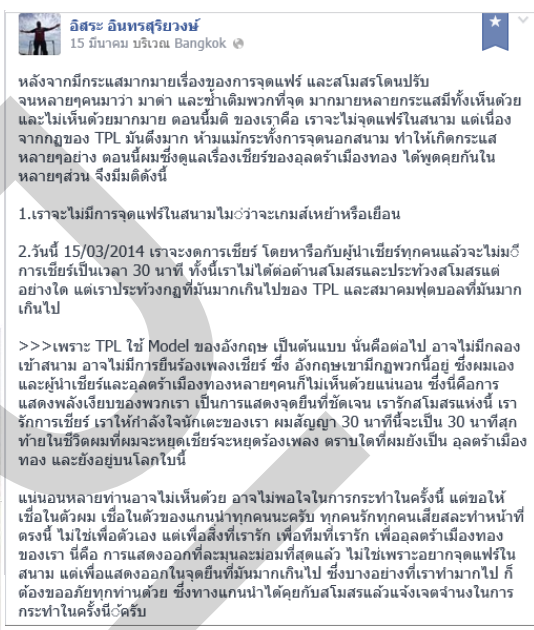 อิสระ อินทรสุริยวงษ์
15 มีนาคม บริเวณ Bangkok
หลังจากมีกระแสมากมายเรื่องของการจุดแฟร์ และสโมสรโดนปรับ
จนหลายๆคนมาว่า มาด่า และซ้ำเดิมพวกที่จุด มากมายหลายกระแสมีทั้งเห็นด้วย
และไม่เห็นด้วยมากมาย ตอนนี้มติ ของเราคือ เราจะไม่จุดแฟร์ในสนาม แต่เนื่อง
จากกฏของ TPL มันตึงมาก ห้ามแม้กระทั่งการจุดนอกสนาม ทำให้เกิดกระแส
หลายๆอย่าง ตอนนี้ผมซึ่งดูแลเรื่องเชียร์ของอุลตร้าเมืองทอง ได้พูดคุยกันใน
หลายๆส่วน จึงมีมติดังนี้
1.เราจะไม่มีการจุดแฟร์ในสนามไม่ว่าจะเกมส์เหย้าหรือเยือน
2.วันนี้ 15/03/2014 เราจะงดการเชียร์ โดยหารือกับผู้นำเชียร์ทุกคนแล้วจะไม่มี
การเชียร์เป็นเวลา 30 นาที ทั้งนี้เราไม่ได้ต่อต้านสโมสรและประท้วงสโมสรแต่
อย่างใด แต่เราประท้วงกฏที่มันมากเกินไปของ TPL และสมาคมฟุตบอลที่มันมาก
เกินไป
>>>เพราะ TPL ใช้ Model ของอังกฤษ เป็นต้นแบบ นั่นคือต่อไป อาจไม่มีกลอง
เข้าสนาม อาจไม่มีการยืนร้องเพลงเชียร์ ซึ่ง อังกฤษเขามีกฏพวกนี้อยู่ ซึ่งผมเอง
และผู้นำเชียร์และอุลตร้าเมืองทองหลายๆคนก็ไม่เห็นด้วยแน่นอน ซึ่งนี่คือการ
แสดงพลังเงียบของพวกเรา เป็นการแสดงจุดยืนที่ชัดเจน เรารักสโมสรแห่งนี้ เรา
รักการเชียร์ เราให้กำลังใจนักเตะของเรา ผมสัญญา 30 นาทีนี้จะเป็น 30 นาทีสุด
ท้ายในชีวิตผมที่ผมจะหยุดเชียร์จะหยุดร้องเพลง ตราบใดที่ผมยังเป็น อุลตร้าเมือง
ทอง และยังอยู่บนโลกใบนี้
แน่นอนหลายท่านอาจไม่เห็นด้วย อาจไม่พอใจในการกระทำในครั้งนี้ แต่ขอให้
เชื่อในตัวผม เชื่อในตัวของแกนนำทุกคนนะครับ ทุกคนรักทุกคนเสียสละทำหน้าที่
ตรงนี้ ไม่ใช่เพื่อตัวเอง แต่เพื่อสิ่งที่เรารัก เพื่อทีมที่เรารัก เพื่ออุลตร้าเมืองทอง
ของเรา นี่คือ การแสดงออกที่ละมุนละม่อมที่สุดแล้ว ไม่ใช่เพราะอยากจุดแฟร์ใน
สนาม แต่เพื่อแสดงออกในจุดยืนที่มันมากเกินไป ซึ่งบางอย่างที่เราทำมากไป ก็
ต้องขออภัยทุกท่านด้วย ซึ่งทางแกนนำได้คุยกับสโมสรแล้วแจ้งเจตจำนงในการ
กระทำในครั้งนี้ครับ